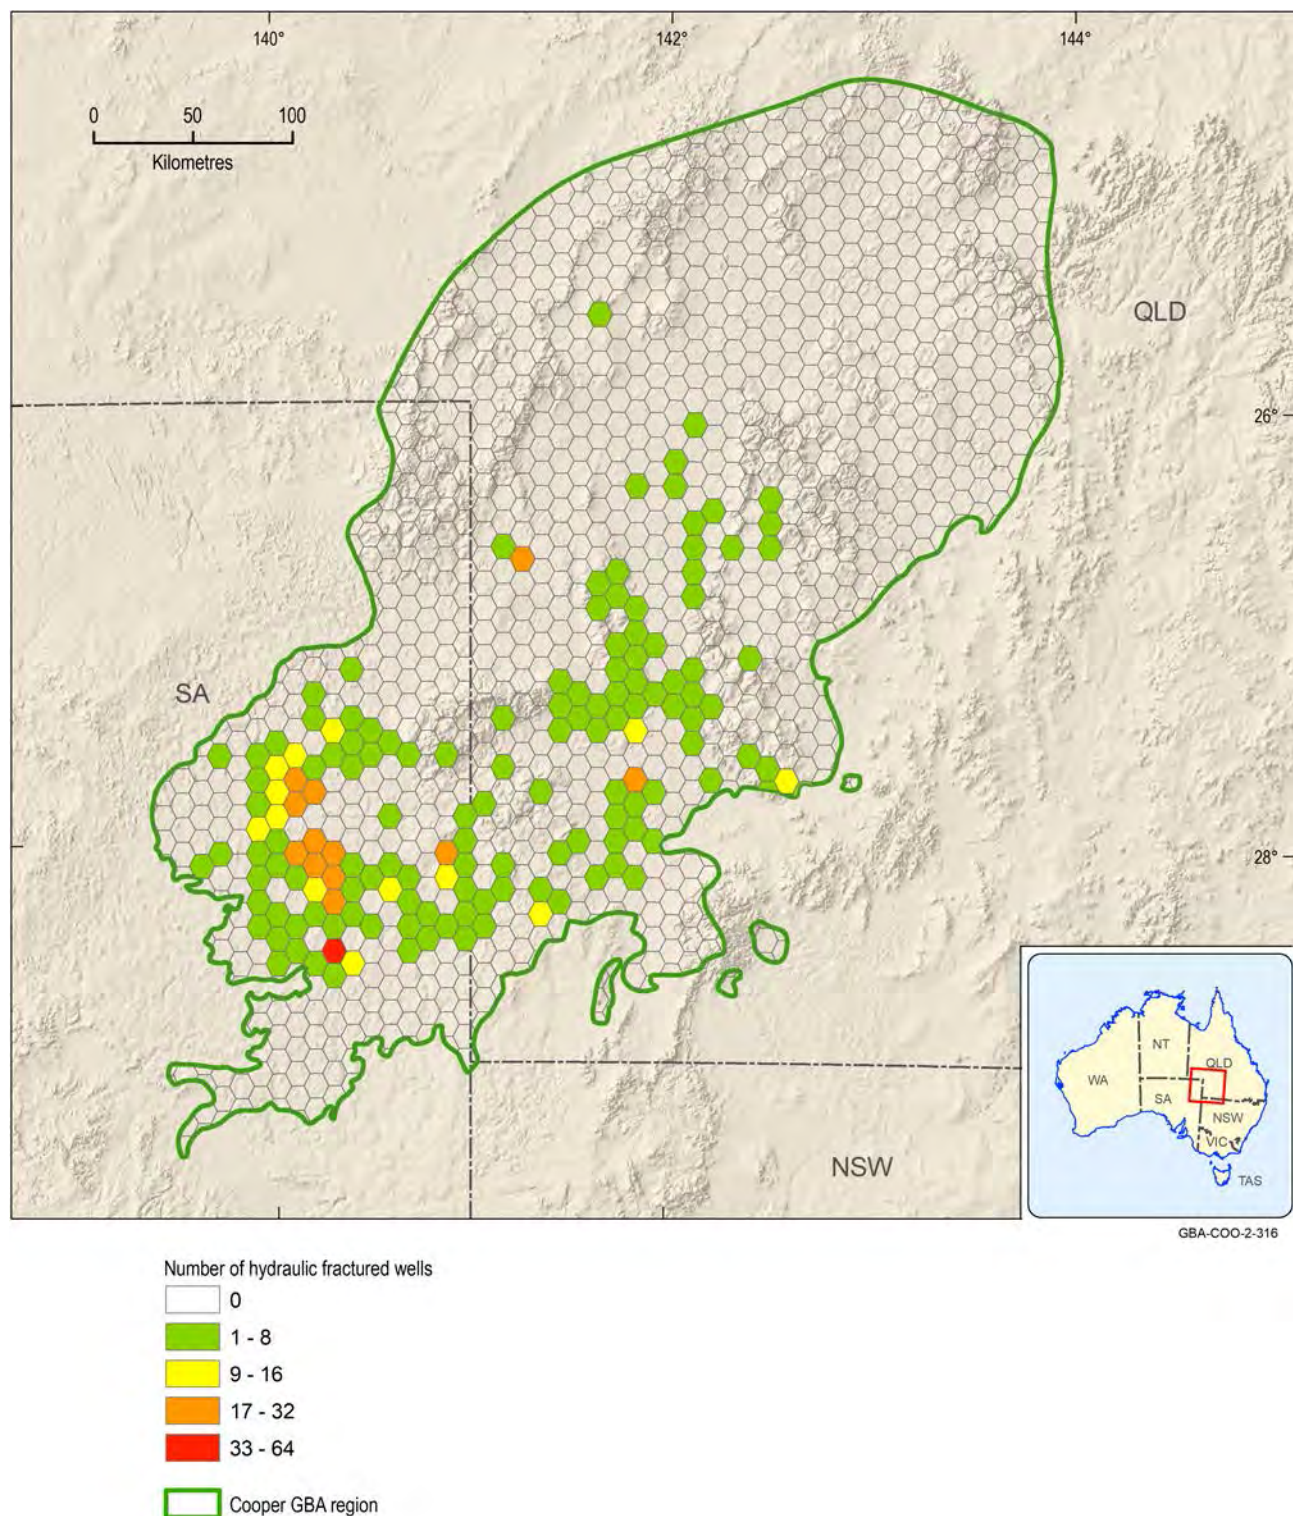 140° 142° 144°
0 50 100
Kilometres
QLD
26°
SA
28°
NSW
NT
QLD
WA
SA
NSW
VIC
TAS
GBA-COO-2-316
Number of hydraulic fractured wells
0
1 - 8
9 - 16
17 - 32
33 - 64
Cooper GBA region